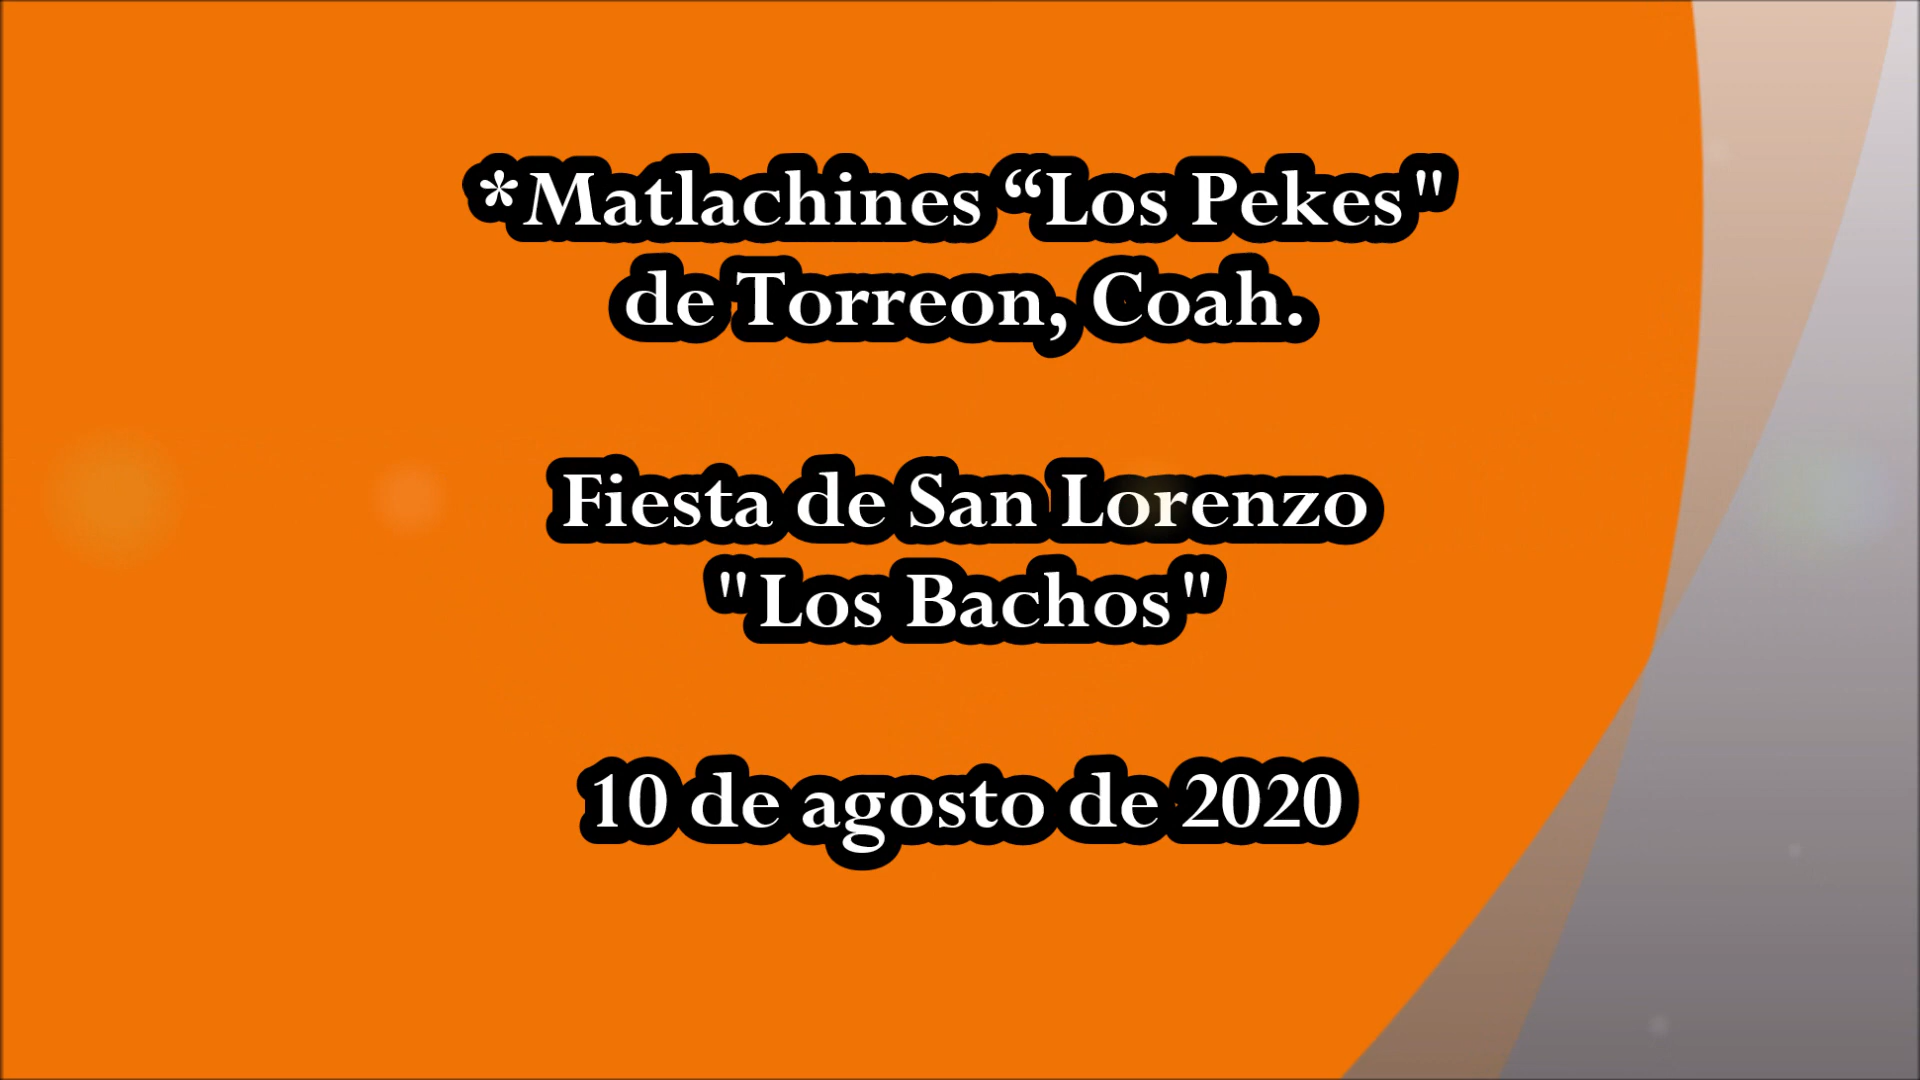 *Matlachines “Los Pekes"
de Torreon, Coah.
Fiesta de San Lorenzo
"Los Bachos"
10 de agosto de 2020